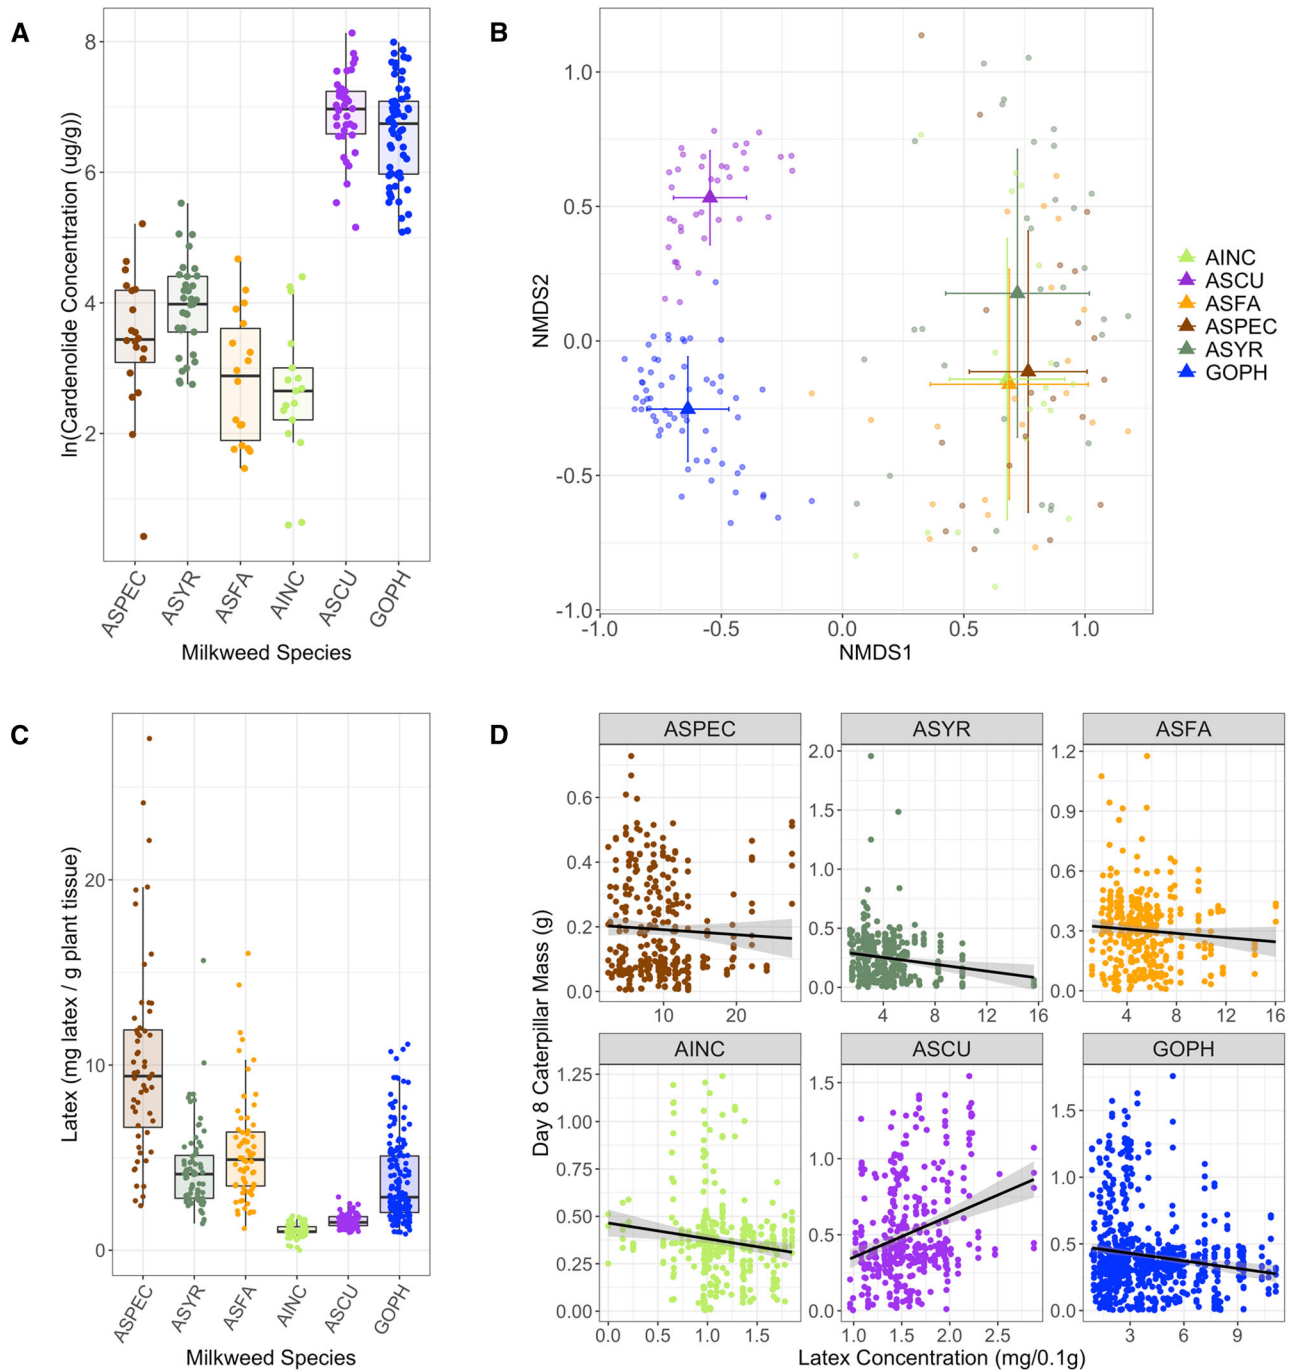 A
ln(Cardenolide Concentration (ug/g))
8
6
4
2
ASPEC
ASYR
ASFA
AINC
ASCU
GOPH
Milkweed Species
B
NMDS2
1.0
0.5
0.0
-0.5
-1.0
-1.0 -0.5 0.0 0.5 1.0
NMDS1
AINC
ASCU
ASFA
ASPEC
ASYR
GOPH
C
Latex (mg latex / g plant tissue)
20
10
0
ASPEC
ASYR
ASFA
AINC
ASCU
GOPH
Milkweed Species
D
Day 8 Caterpillar Mass (g)
ASPEC
0.6
0.4
0.2
0.0
10 20
ASYR
2.0
1.5
1.0
0.5
0.0
4 8 12 16
ASFA
1.2
0.9
0.6
0.3
0.0
4 8 12 16
AINC
1.25
1.00
0.75
0.50
0.25
0.00
0.0 0.5 1.0 1.5
ASCU
1.5
1.0
0.5
0.0
1.0 1.5 2.0 2.5
GOPH
1.5
1.0
0.5
0.0
3 6 9
Latex Concentration (mg/0.1g)